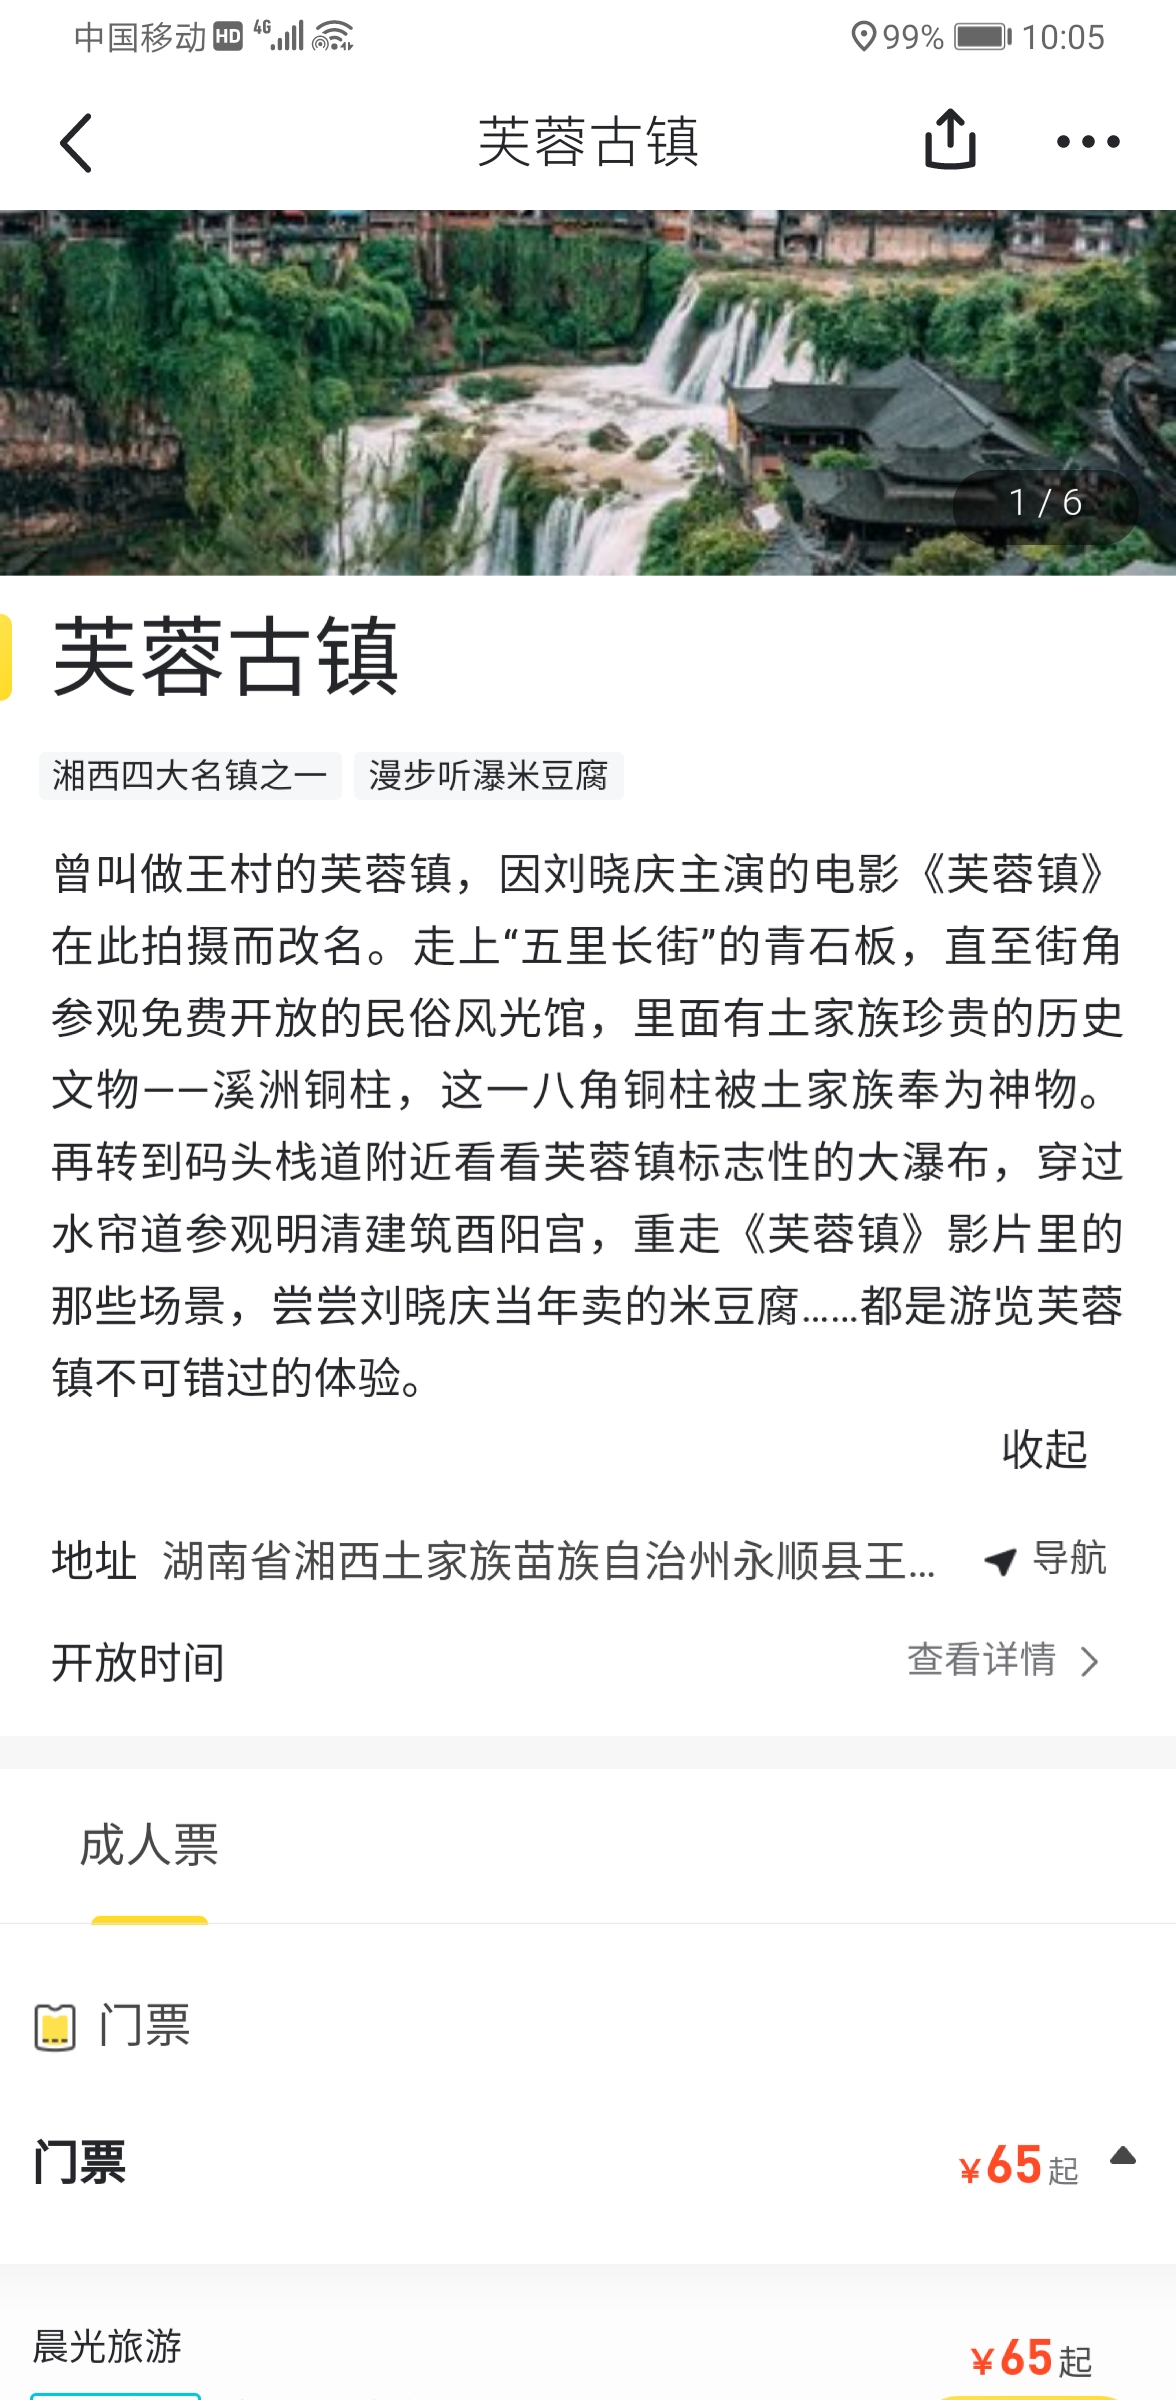 中国移动 HD 4G 99% 10:05
芙蓉古镇
1 / 6
芙蓉古镇
湘西四大名镇之一 漫步听瀑米豆腐
曾叫做王村的芙蓉镇，因刘晓庆主演的电影《芙蓉镇》
在此拍摄而改名。走上“五里长街”的青石板，直至街角
参观免费开放的民俗风光馆，里面有土家族珍贵的历史
文物——溪洲铜柱，这一八角铜柱被土家族奉为神物。
再转到码头栈道附近看看芙蓉镇标志性的大瀑布，穿过
水帘道参观明清建筑酉阳宫，重走《芙蓉镇》影片里的
那些场景，尝尝刘晓庆当年卖的米豆腐……都是游览芙蓉
镇不可错过的体验。
收起
地址 湖南省湘西土家族苗族自治州永顺县王... 导航
开放时间 查看详情
成人票
门票
门票 ¥65起
晨光旅游 ¥65起